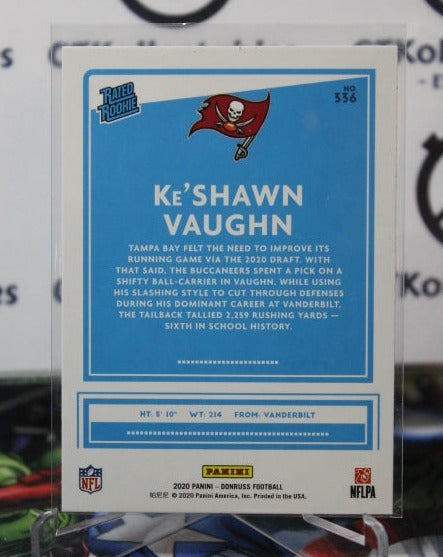 RATED
ROOKIE
NO.
336
KE'SHAWN
VAUGHN
TAMPA BAY FELT THE NEED TO IMPROVE ITS
RUNNING GAME VIA THE 2020 DRAFT. WITH
THAT SAID, THE BUCCANEERS SPENT A PICK ON A
SHIFTY BALL-CARRIER IN VAUGHN. WHILE USING
HIS SLASHING STYLE TO CUT THROUGH DEFENSES
DURING HIS DOMINANT CAREER AT VANDERBILT,
THE TAILBACK TALLIED 2,259 RUSHING YARDS —
SIXTH IN SCHOOL HISTORY.
HT: 5' 10" WT: 214 FROM: VANDERBILT
NFL
PANINI
NFLPA
2020 PANINI – DONRUSS FOOTBALL
© 2020 Panini America, Inc. Printed in the USA.